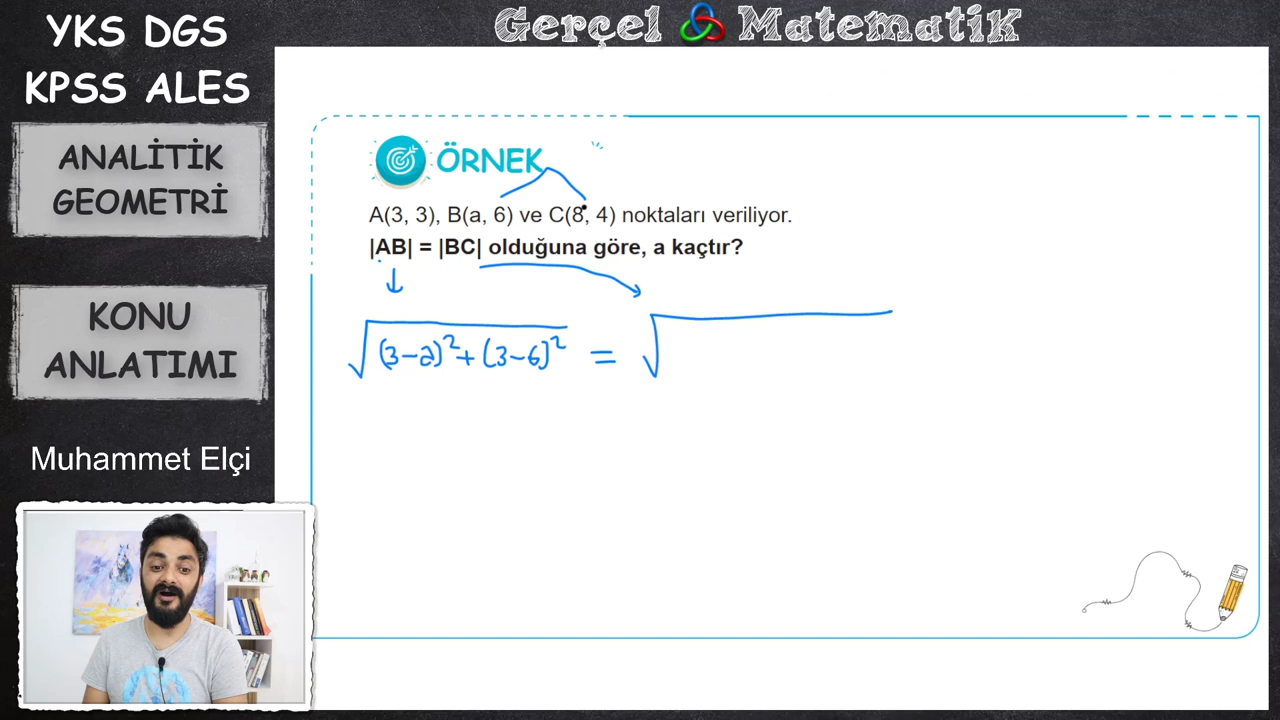 Gerçel Matematik
YKS DGS
KPSS ALES
ANALİTİK
GEOMETRİ
KONU
ANLATIMI
Muhammet Elçi
ÖRNEK
A(3, 3), B(a, 6) ve C(8, 4) noktaları veriliyor.
|AB| = |BC| olduğuna göre, a kaçtır?
√(3-a)²+(3-6)² = √